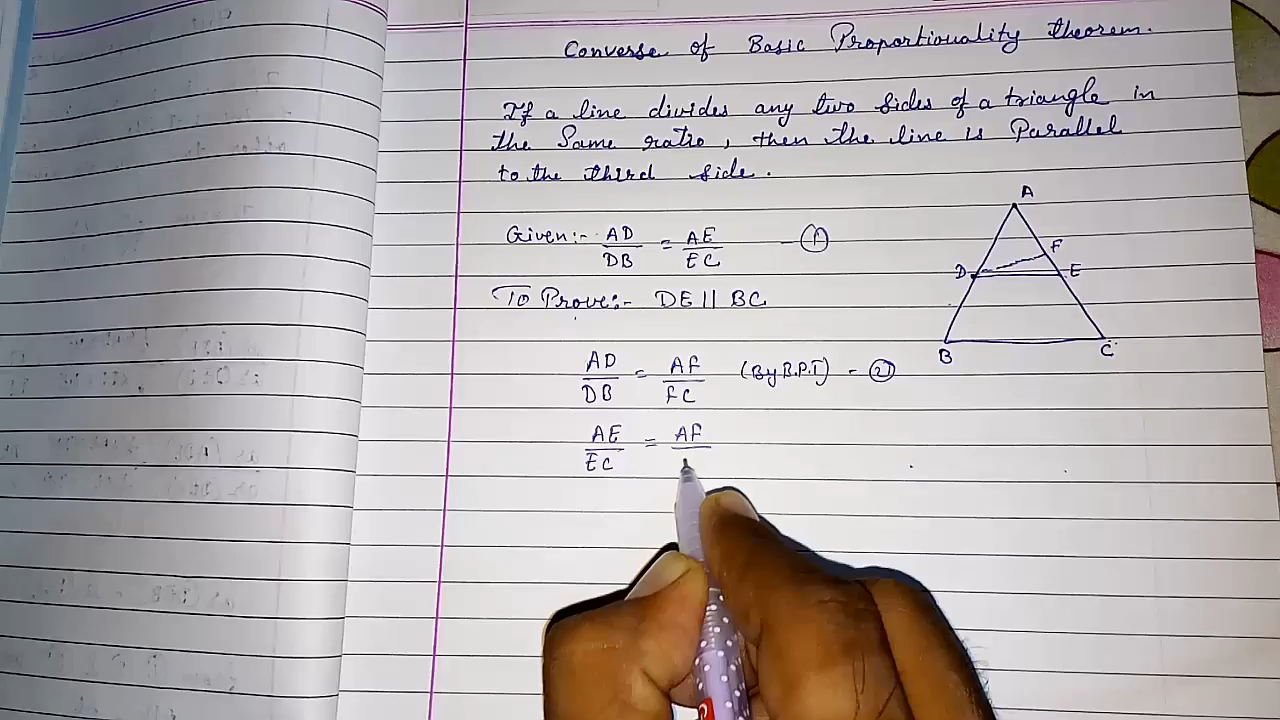 Converse of Basic Proportionality theorem.
If a line divides any two sides of a triangle in
the Same ratio, then the line is Parallel
to the third side.
Given:- AD/DB = AE/EC - ①
To Prove:- DE || BC
AD/DB = AF/FC (By B.P.T) - ②
AE/EC = AF
A
F
D
E
B
C